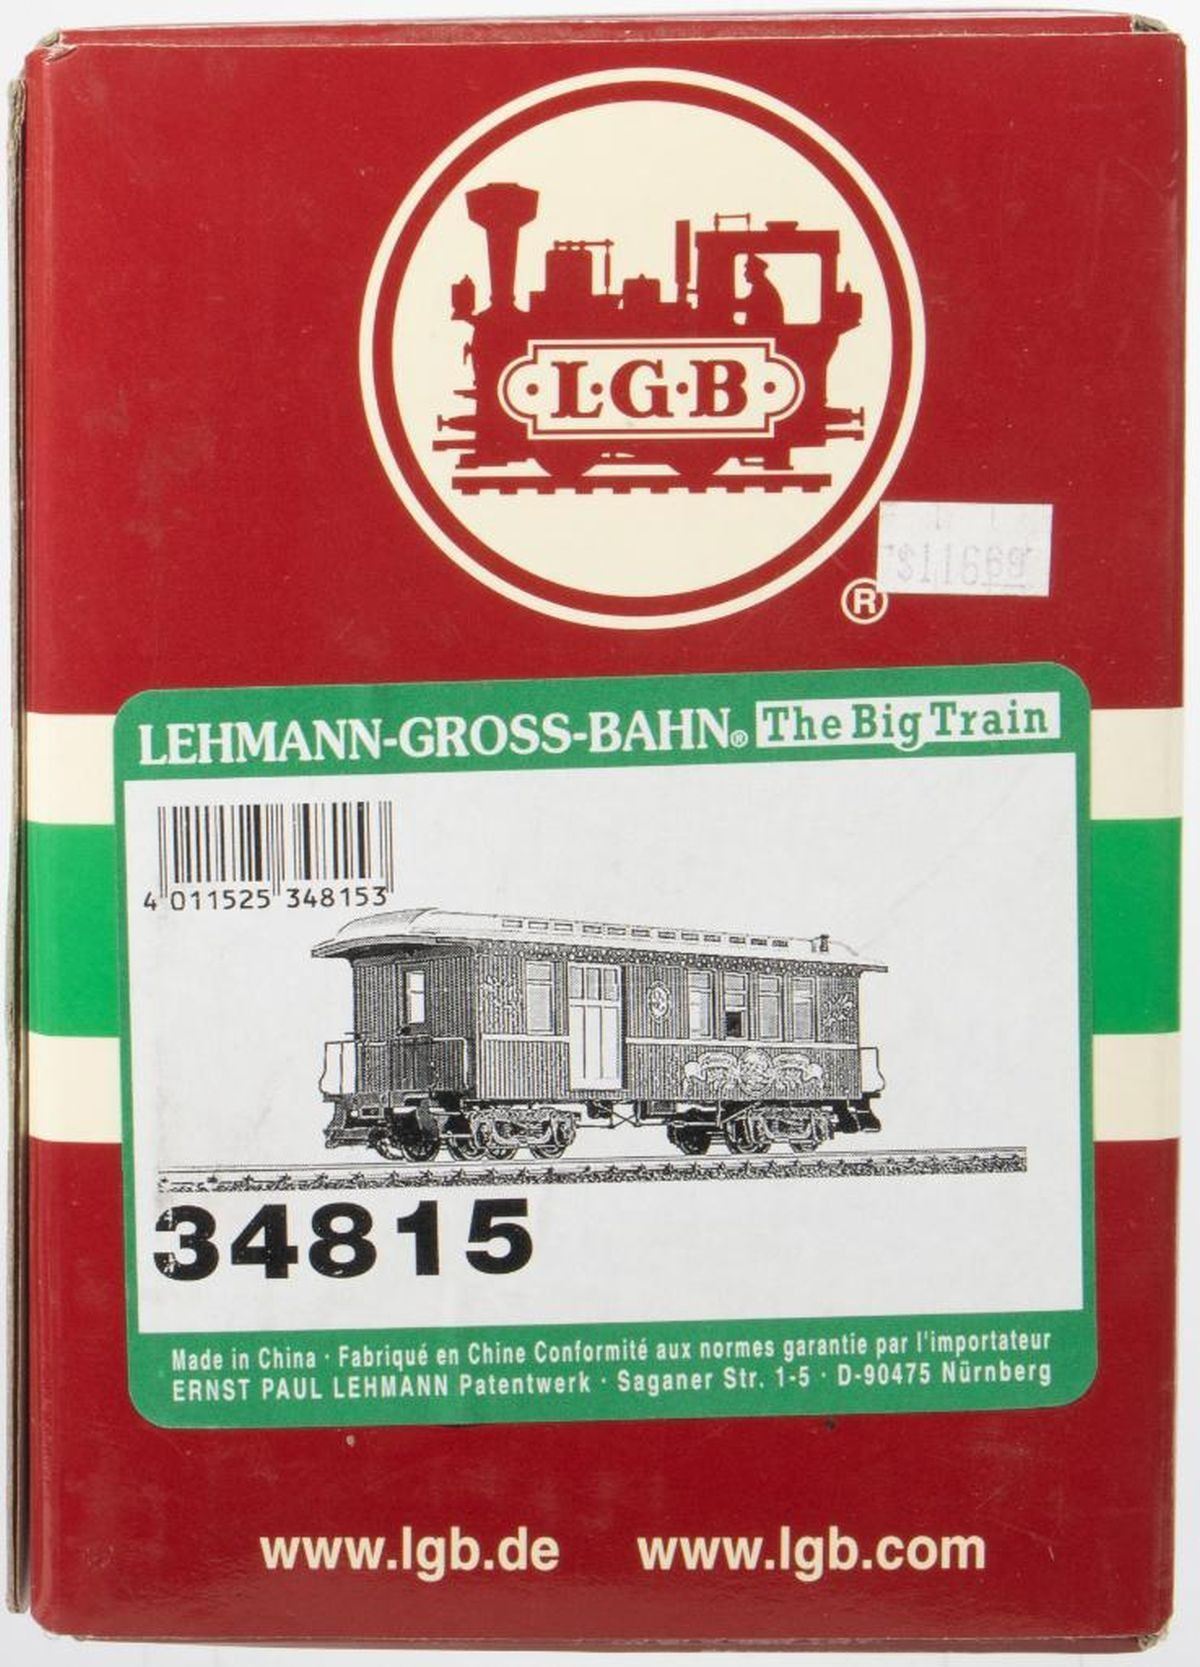 L·G·B
®
$116.69
LEHMANN-GROSS-BAHN® The Big Train
4 011525 348153
34815
Made in China · Fabriqué en Chine Conformité aux normes garantie par l'importateur
ERNST PAUL LEHMANN Patentwerk · Saganer Str. 1-5 · D-90475 Nürnberg
www.lgb.de www.lgb.com